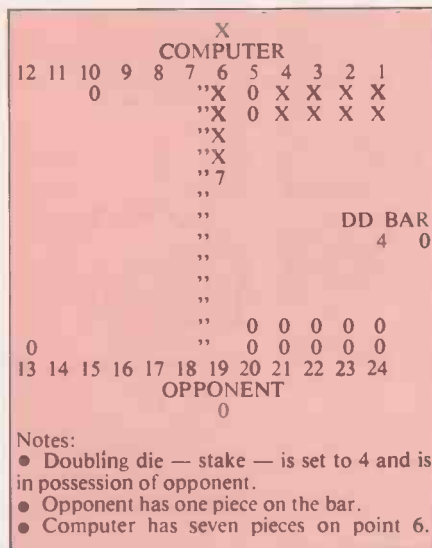 X
COMPUTER
12 11 10 9 8 7 6 5 4 3 2 1
0 "X 0 X X X X
"X 0 X X X X
"X
"X
"7
"
" DD BAR
" 4 0
"
"
" 0 0 0 0 0
0 " 0 0 0 0 0
13 14 15 16 17 18 19 20 21 22 23 24
OPPONENT
0
Notes:
● Doubling die — stake — is set to 4 and is
in possession of opponent.
● Opponent has one piece on the bar.
● Computer has seven pieces on point 6.